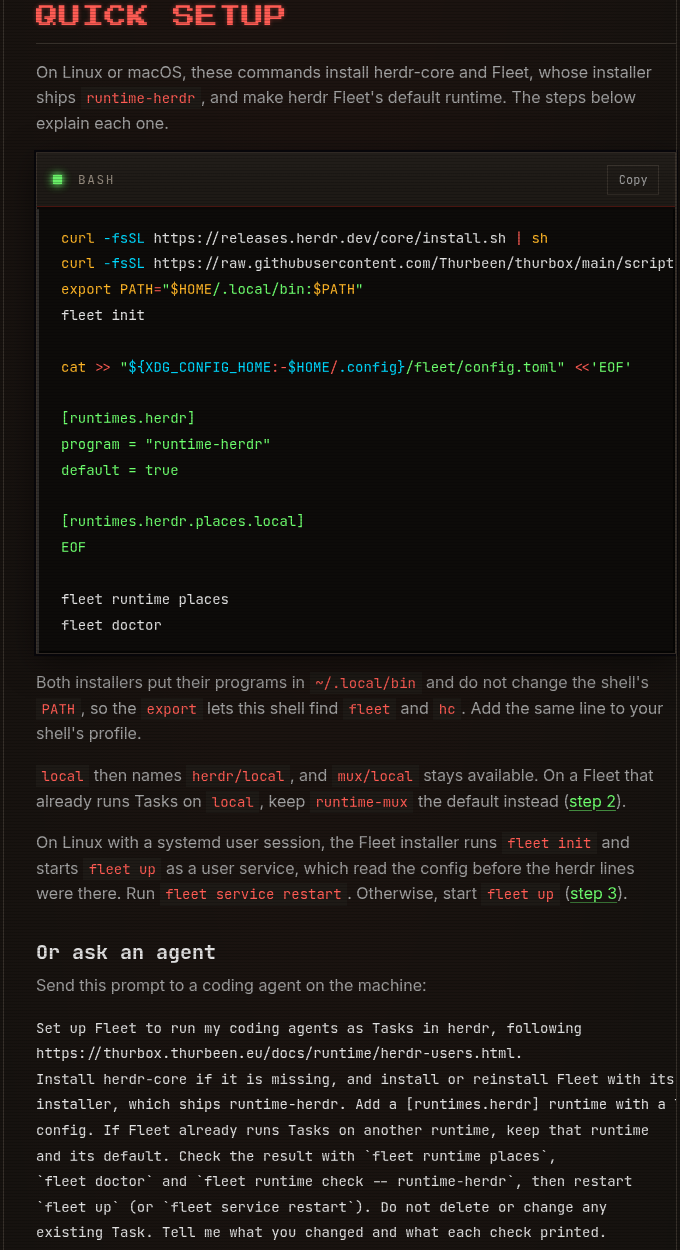 QUICK SETUP
On Linux or macOS, these commands install herdr-core and Fleet, whose installer
ships runtime-herdr, and make herdr Fleet's default runtime. The steps below
explain each one.
BASH
Copy
curl -fsSL https://releases.herdr.dev/core/install.sh | sh
curl -fsSL https://raw.githubusercontent.com/Thurbeen/thurbox/main/script
export PATH="$HOME/.local/bin:$PATH"
fleet init
cat >> "${XDG_CONFIG_HOME:-$HOME/.config}/fleet/config.toml" <<'EOF'
[runtimes.herdr]
program = "runtime-herdr"
default = true
[runtimes.herdr.places.local]
EOF
fleet runtime places
fleet doctor
Both installers put their programs in ~/.local/bin and do not change the shell's
PATH, so the export lets this shell find fleet and hc. Add the same line to your
shell's profile.
local then names herdr/local, and mux/local stays available. On a Fleet that
already runs Tasks on local, keep runtime-mux the default instead (step 2).
On Linux with a systemd user session, the Fleet installer runs fleet init and
starts fleet up as a user service, which read the config before the herdr lines
were there. Run fleet service restart. Otherwise, start fleet up (step 3).
Or ask an agent
Send this prompt to a coding agent on the machine:
Set up Fleet to run my coding agents as Tasks in herdr, following
https://thurbox.thurbeen.eu/docs/runtime/herdr-users.html.
Install herdr-core if it is missing, and install or reinstall Fleet with its
installer, which ships runtime-herdr. Add a [runtimes.herdr] runtime with a
config. If Fleet already runs Tasks on another runtime, keep that runtime
and its default. Check the result with `fleet runtime places`,
`fleet doctor` and `fleet runtime check -- runtime-herdr`, then restart
`fleet up` (or `fleet service restart`). Do not delete or change any
existing Task. Tell me what you changed and what each check printed.